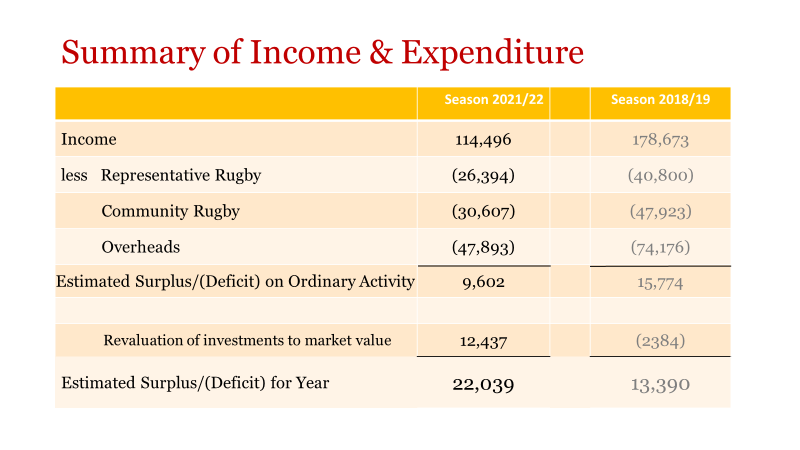 Summary of Income & Expenditure
Season 2021/22 Season 2018/19
Income 114,496 178,673
less Representative Rugby (26,394) (40,800)
Community Rugby (30,607) (47,923)
Overheads (47,893) (74,176)
Estimated Surplus/(Deficit) on Ordinary Activity 9,602 15,774
Revaluation of investments to market value 12,437 (2384)
Estimated Surplus/(Deficit) for Year 22,039 13,390